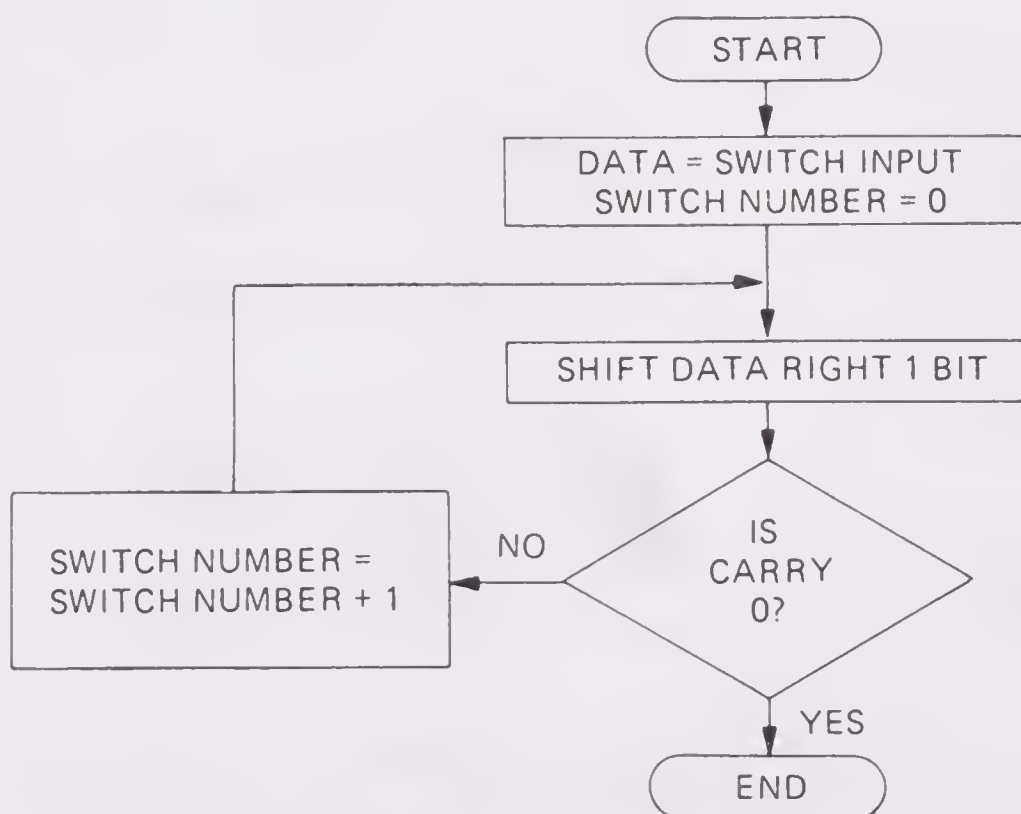 START
DATA = SWITCH INPUT
SWITCH NUMBER = 0
SHIFT DATA RIGHT 1 BIT
IS
CARRY
0?
NO
SWITCH NUMBER =
SWITCH NUMBER + 1
YES
END